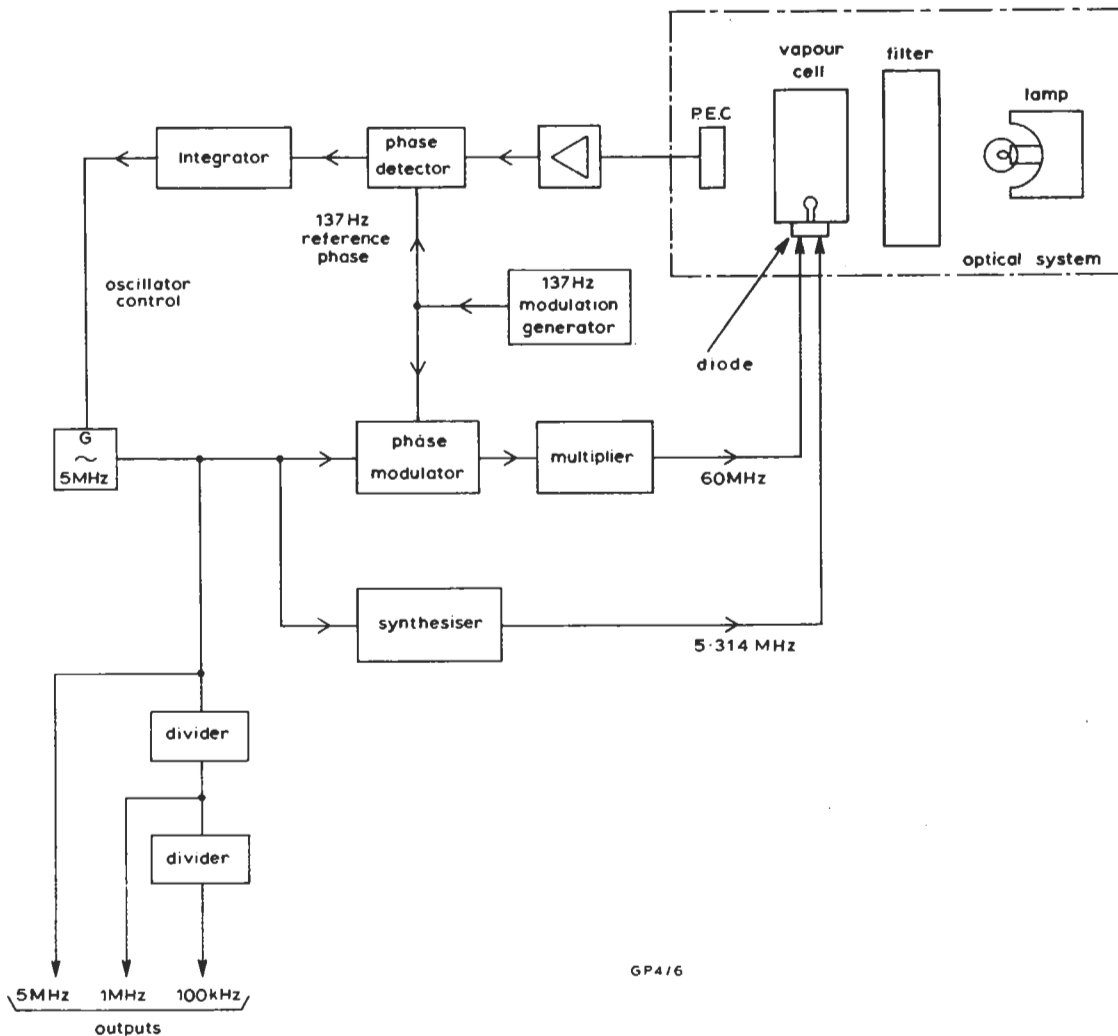 vapour
cell
filter
lamp
P.E.C
Integrator
phase
detector
137Hz
reference
phase
oscillator
control
137Hz
modulation
generator
optical system
diode
G
~
5MHz
phase
modulator
multiplier
60MHz
synthesiser
5·314 MHz
divider
divider
5MHz 1MHz 100kHz
outputs
GP4/6